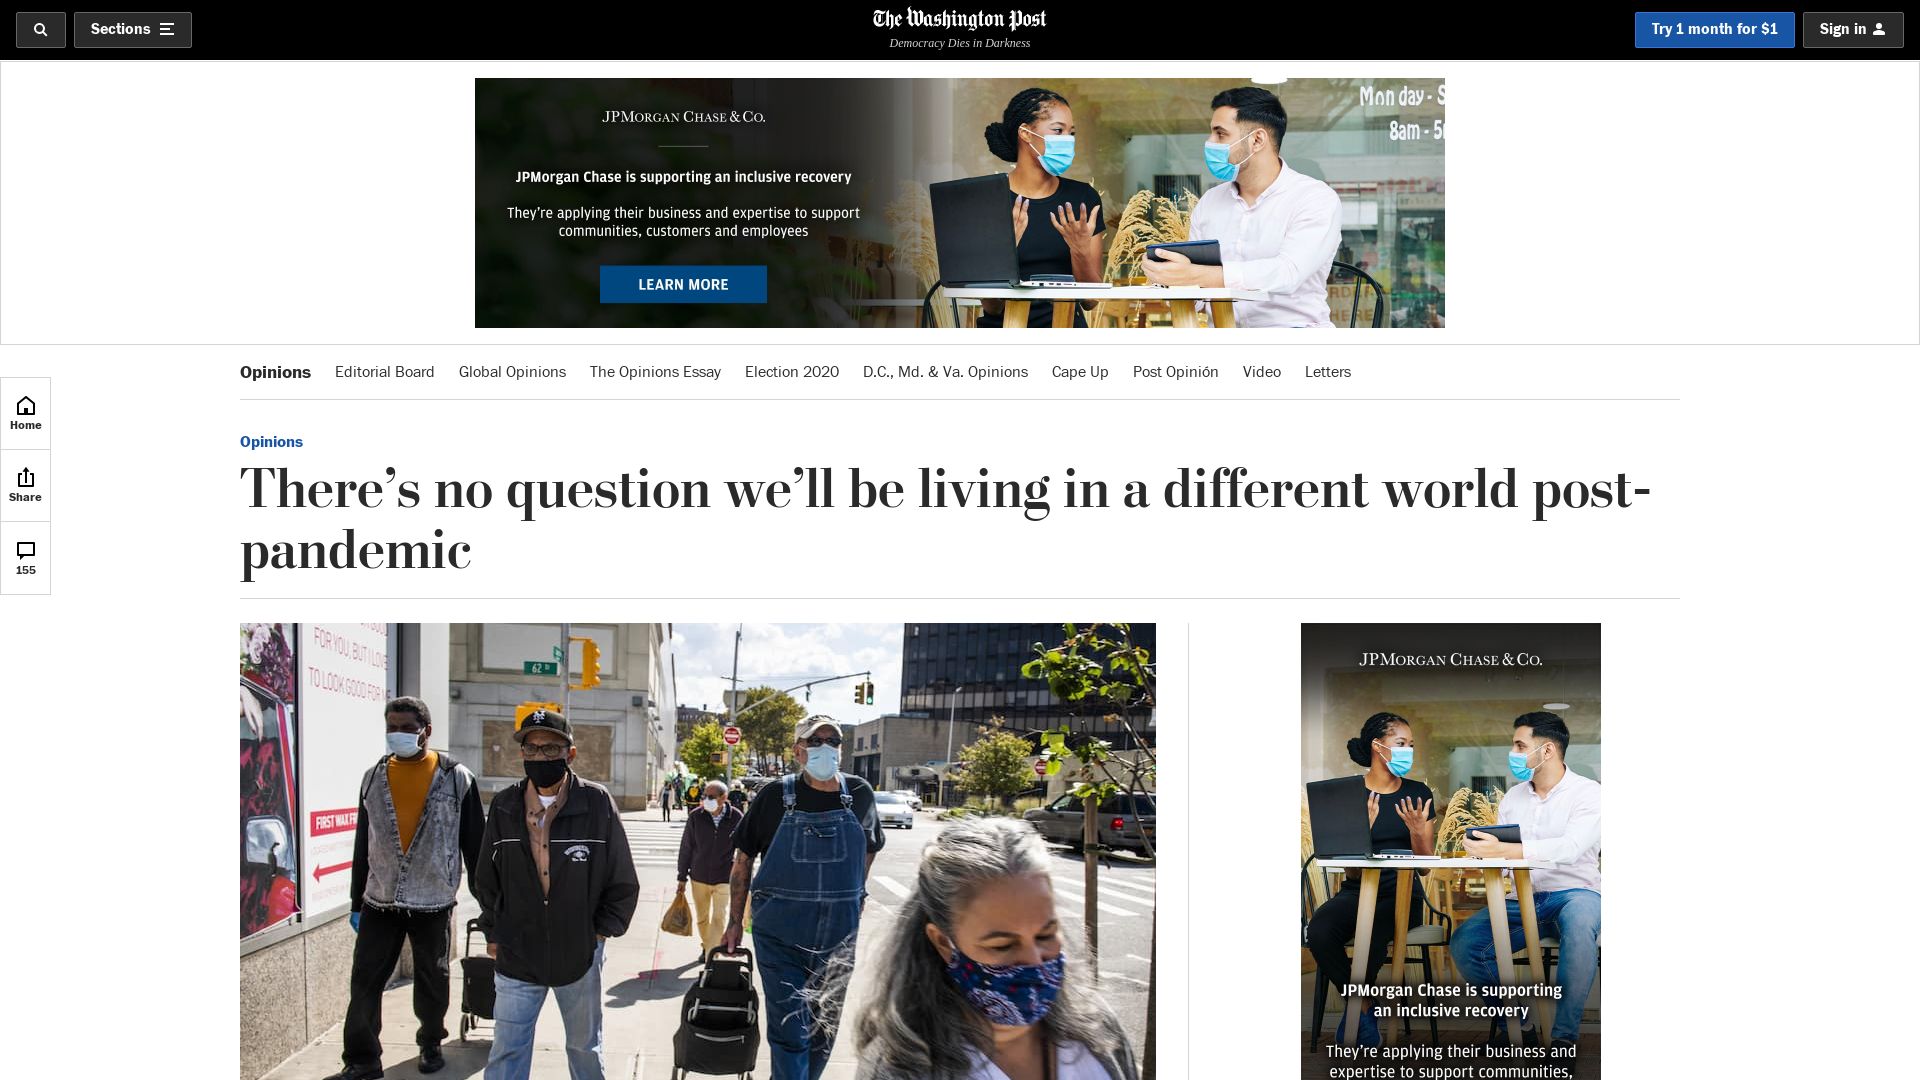 Sections
The Washington Post
Democracy Dies in Darkness
Try 1 month for $1
Sign in
JPMORGAN CHASE & CO.
JPMorgan Chase is supporting an inclusive recovery
They're applying their business and expertise to support
communities, customers and employees
LEARN MORE
Mon day - S
8am - 5
Opinions
Editorial Board
Global Opinions
The Opinions Essay
Election 2020
D.C., Md. & Va. Opinions
Cape Up
Post Opinión
Video
Letters
Home
Share
155
Opinions
There’s no question we’ll be living in a different world post-
pandemic
FOR YOU, BUT I LOVE
TO LOOK GOOD FOR ME
62
FIRST WAX FR
JPMORGAN CHASE & CO.
JPMorgan Chase is supporting
an inclusive recovery
They're applying their business and
expertise to support communities,